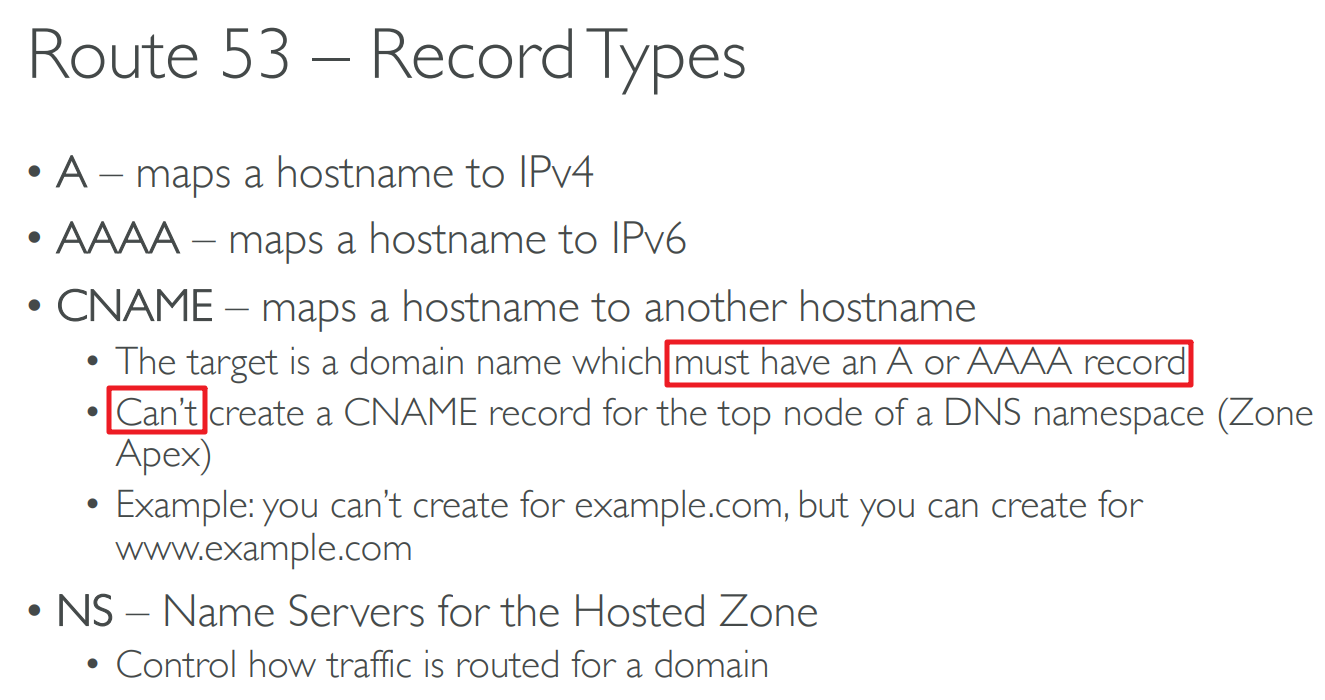 Route 53 – Record Types
• A – maps a hostname to IPv4
• AAAA – maps a hostname to IPv6
• CNAME – maps a hostname to another hostname
• The target is a domain name which must have an A or AAAA record
• Can't create a CNAME record for the top node of a DNS namespace (Zone
Apex)
• Example: you can't create for example.com, but you can create for
www.example.com
• NS – Name Servers for the Hosted Zone
• Control how traffic is routed for a domain